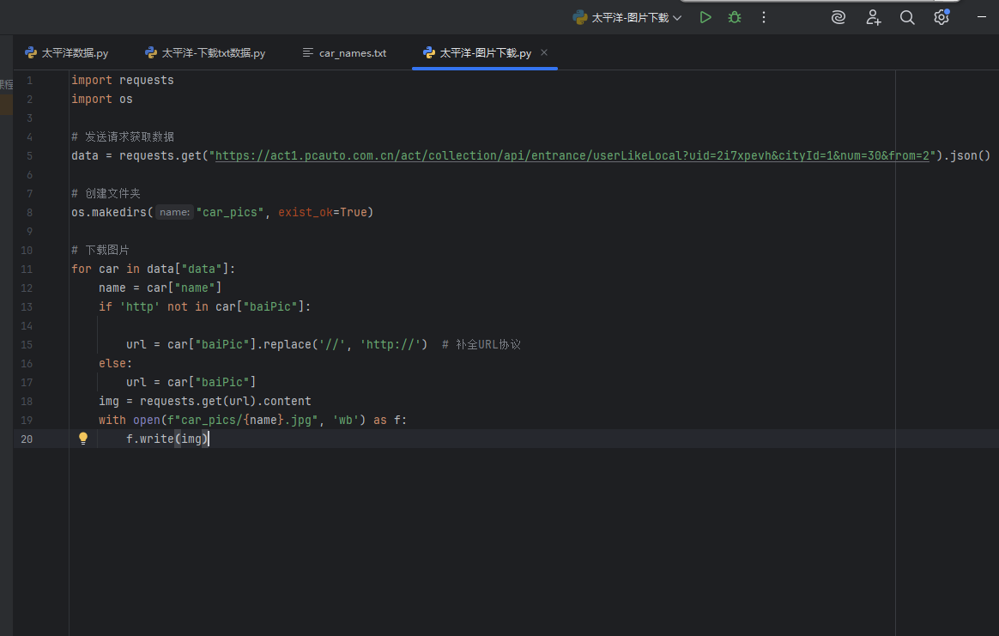 太平洋-图片下载
太平洋数据.py 太平洋-下载txt数据.py car_names.txt 太平洋-图片下载.py
课程
1 import requests
2 import os
3
4 # 发送请求获取数据
5 data = requests.get("https://act1.pcauto.com.cn/act/collection/api/entrance/userLikeLocal?uid=2i7xpevh&cityId=1&num=30&from=2").json()
6
7 # 创建文件夹
8 os.makedirs( name: "car_pics", exist_ok=True)
9
10 # 下载图片
11 for car in data["data"]:
12 name = car["name"]
13 if 'http' not in car["baiPic"]:
14
15 url = car["baiPic"].replace('//', 'http://') # 补全URL协议
16 else:
17 url = car["baiPic"]
18 img = requests.get(url).content
19 with open(f"car_pics/{name}.jpg", 'wb') as f:
20 f.write(img)